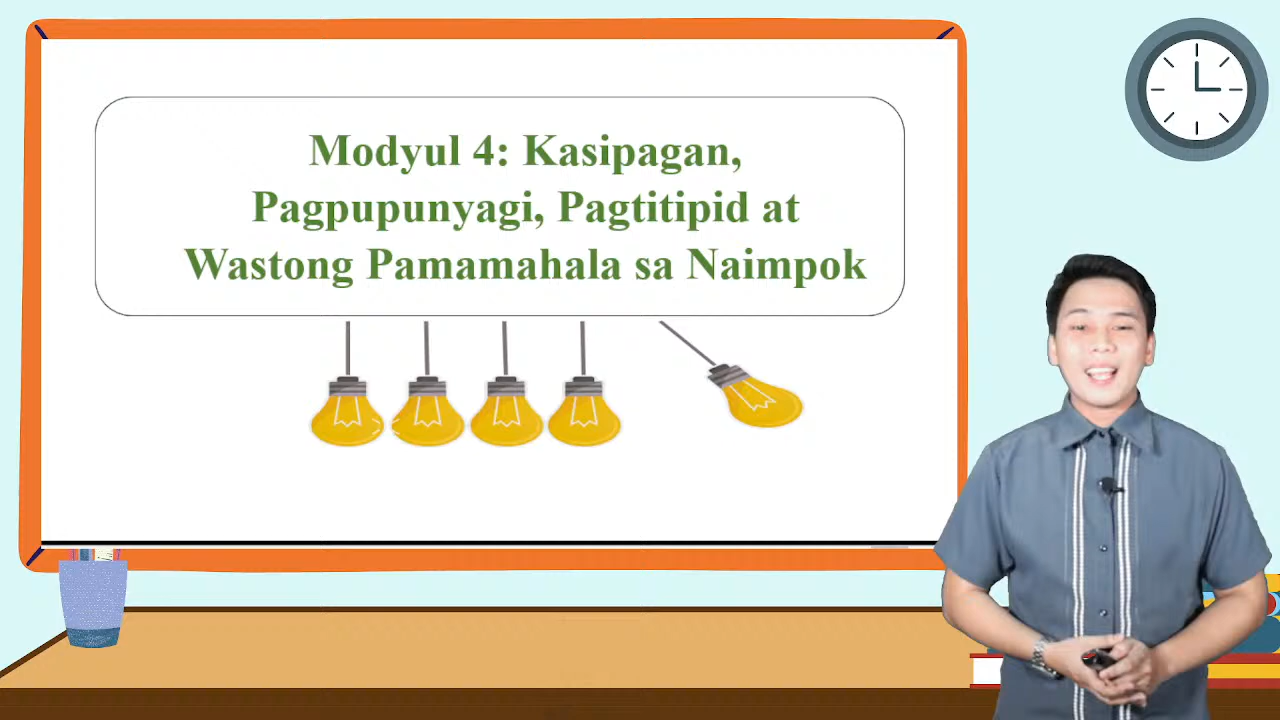 Modyul 4: Kasipagan,
Pagpupunyagi, Pagtitipid at
Wastong Pamamahala sa Naimpok